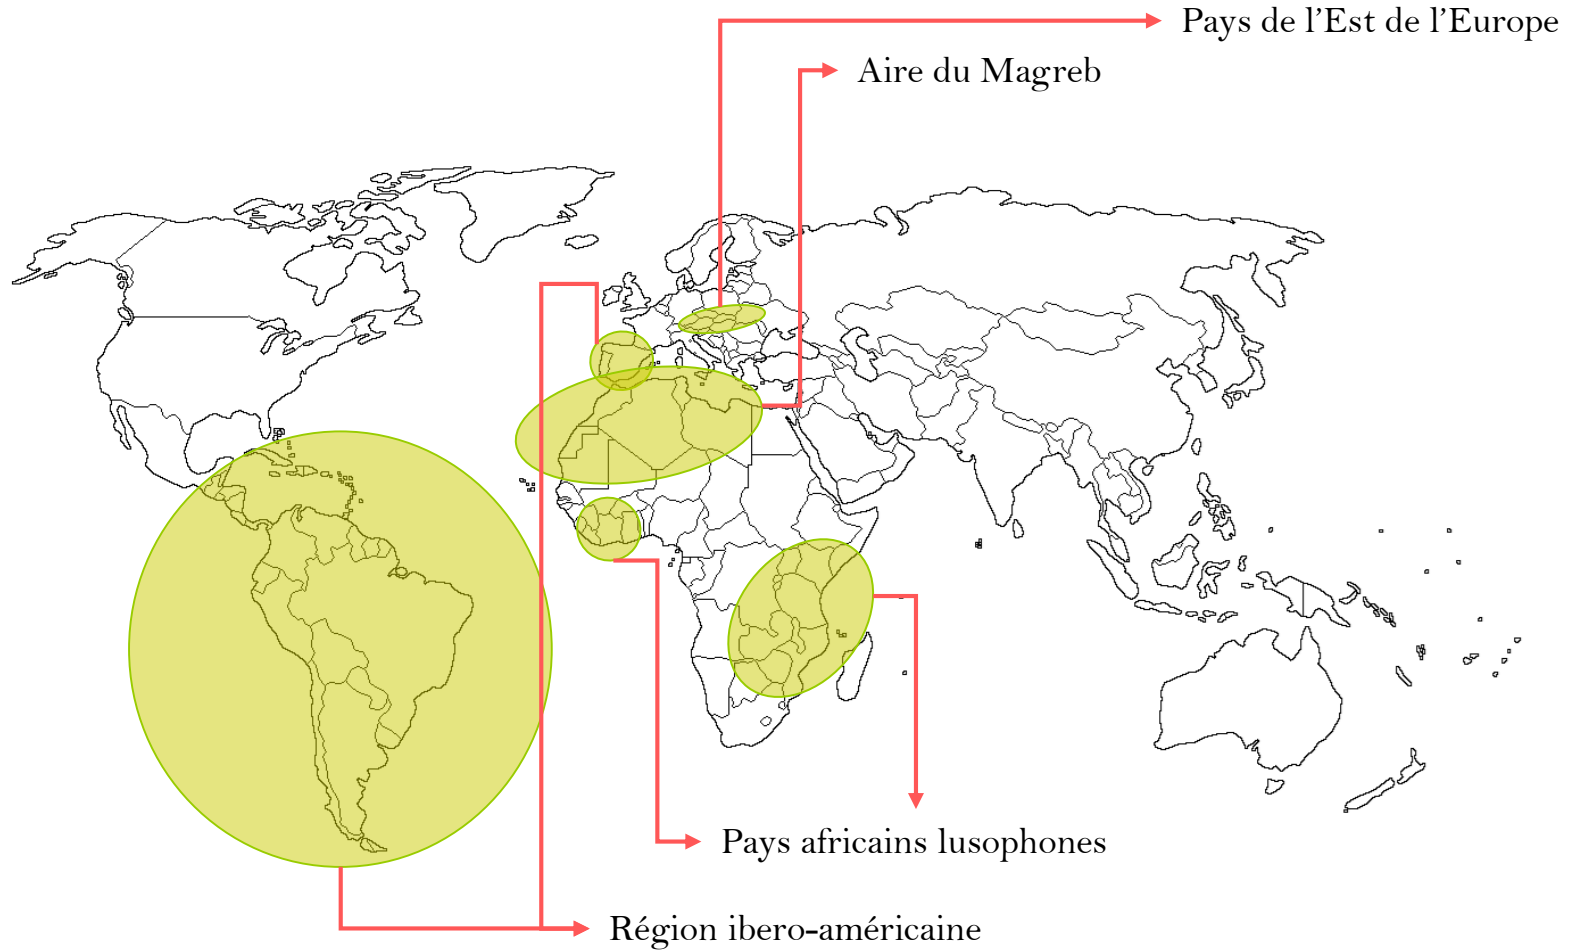 Pays de l’Est de l’Europe
Aire du Magreb
Pays africains lusophones
Région ibero-américaine